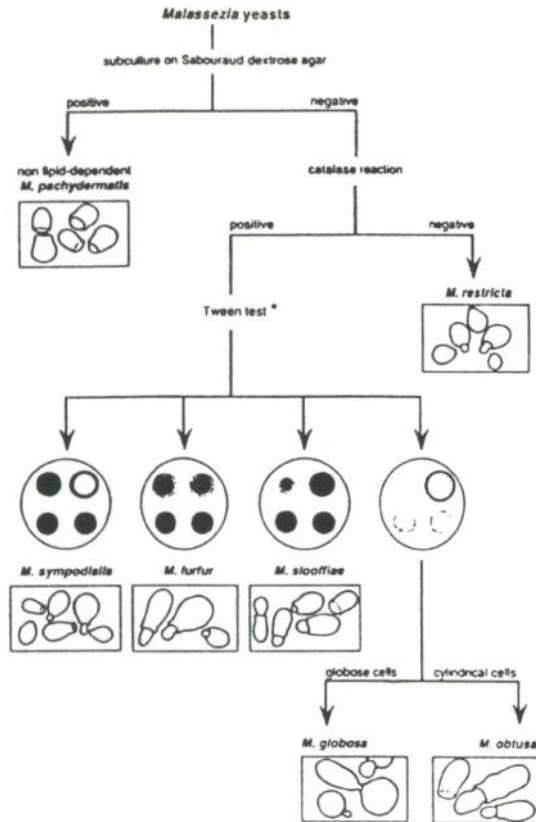 Malassezia yeasts
subculture on Sabouraud dextrose agar
positive
negative
non lipid-dependent
M. pachydermatis
catalase reaction
positive
negative
M. restricta
Tween test *
M. sympodialis
M. furfur
M. slooffiae
globose cells
cylindrical cells
M. globosa
M. obtusa